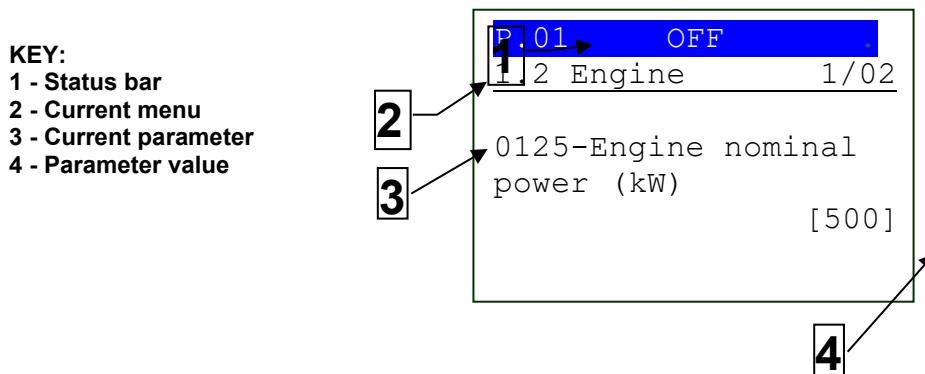 KEY:
1 - Status bar
2 - Current menu
3 - Current parameter
4 - Parameter value
P.01 OFF .
1
1.2 Engine 1/02
2
0125-Engine nominal
power (kW)
3
[500]
4